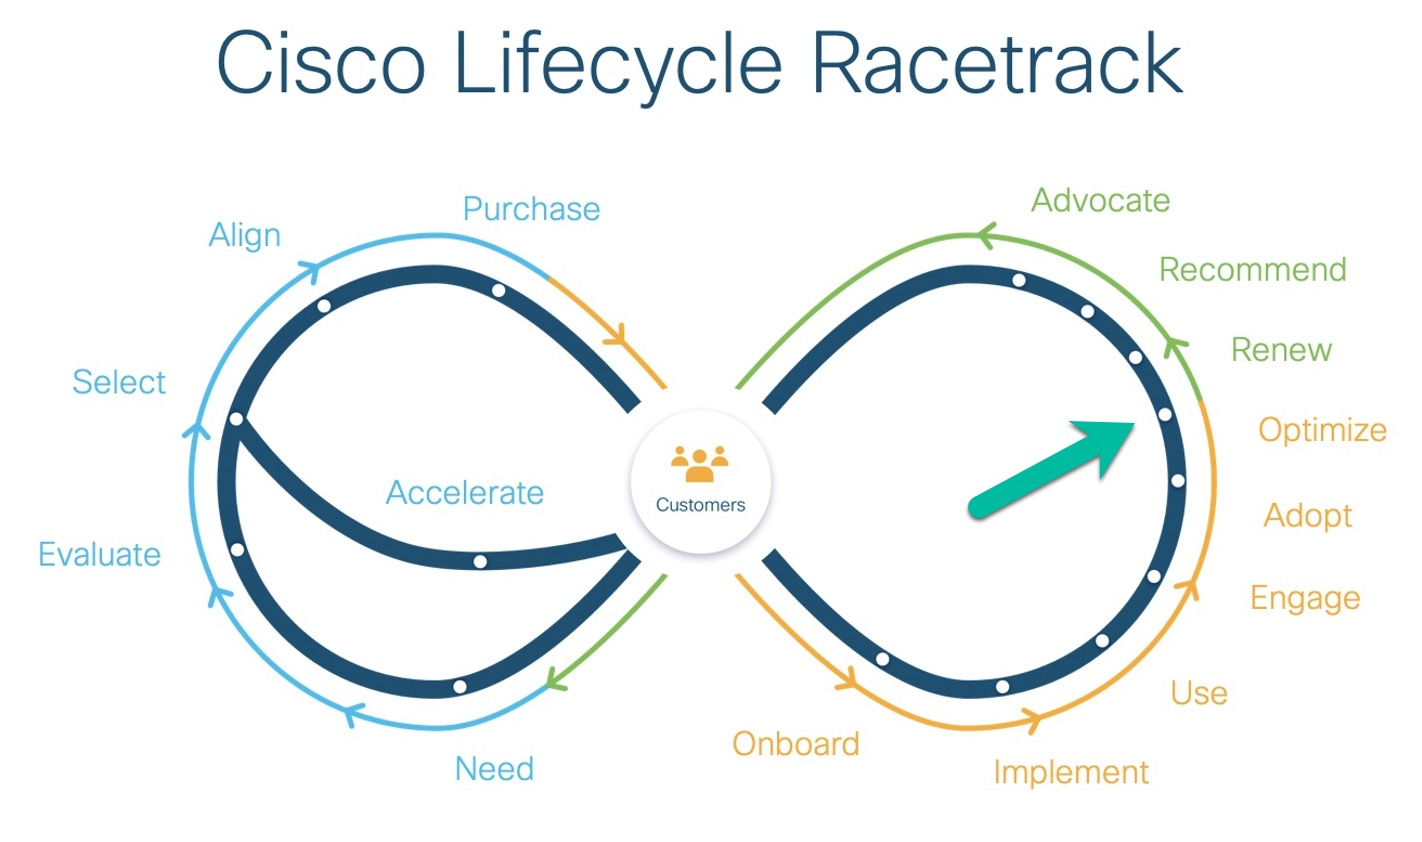 Cisco Lifecycle Racetrack
Purchase
Align
Select
Evaluate
Accelerate
Need
Customers
Advocate
Recommend
Renew
Optimize
Adopt
Engage
Use
Implement
Onboard